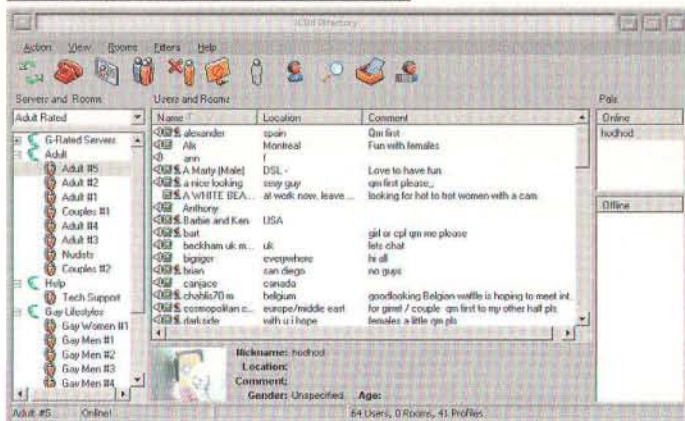 ICUII Directory
Action View Rooms Filters Help
Servers and Rooms
Users and Rooms
Pals
Adult Rated
Name Location Comment
Online
G-Rated Servers
Adult
Adult #5
Adult #2
Adult #1
Couples #1
Adult #4
Adult #3
Nudists
Couples #2
Help
Tech Support
Gay Lifestyles
Gay Women #1
Gay Men #1
Gay Men #2
Gay Men #3
Gay Men #4
alexander spain Qm first
Alx Montreal Fun with females
ann f
A Marty [Male] DSL - Love to have fun
a nice looking sexy guy qm first please,,
A WHITE BEA... at work now, leave ... looking for hot to trot women with a cam
Anthony
Barbie and Ken USA
bart girl or cpl qm me please
beckham uk m... uk lets chat
bigiger everywhere hi all
brian san diego no guys
canjace canada
chablis70 m belgium goodlooking Belgian waffle is hoping to meet int
cosmopolitan c... europe/middle east for gimf / couple qm first to my other half pls
darkside with u i hope females a little qm pls
hodhod
Offline
Nickname: hodhod
Location:
Comment:
Gender: Unspecified Age:
Adult #5 Online! 64 Users, 0 Rooms, 41 Profiles